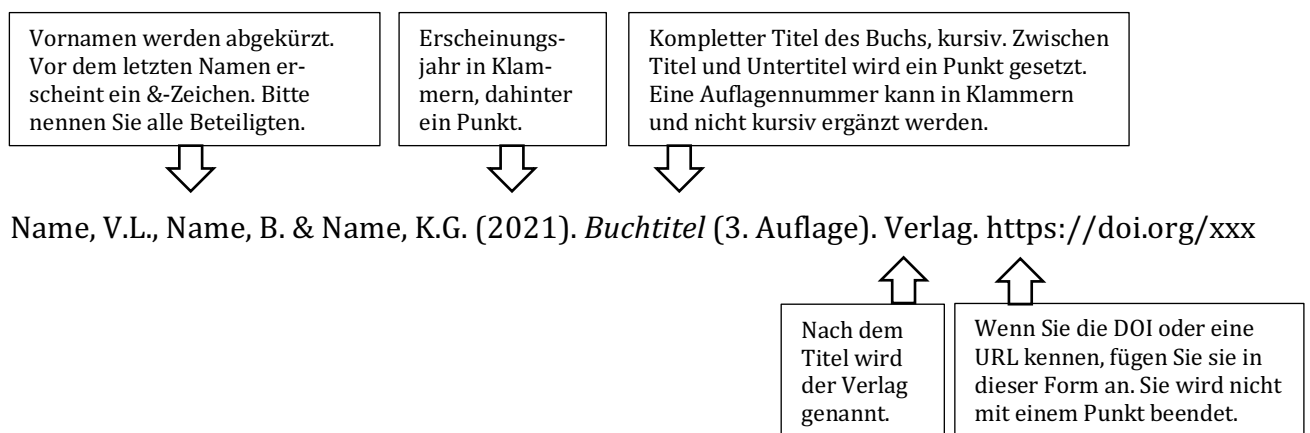 Vornamen werden abgekürzt.
Vor dem letzten Namen er-
scheint ein &-Zeichen. Bitte
nennen Sie alle Beteiligten.
Erscheinungs-
jahr in Klam-
mern, dahinter
ein Punkt.
Kompletter Titel des Buchs, kursiv. Zwischen
Titel und Untertitel wird ein Punkt gesetzt.
Eine Auflagennummer kann in Klammern
und nicht kursiv ergänzt werden.
Name, V.L., Name, B. & Name, K.G. (2021). Buchtitel (3. Auflage). Verlag. https://doi.org/xxx
Nach dem
Titel wird
der Verlag
genannt.
Wenn Sie die DOI oder eine
URL kennen, fügen Sie sie in
dieser Form an. Sie wird nicht
mit einem Punkt beendet.